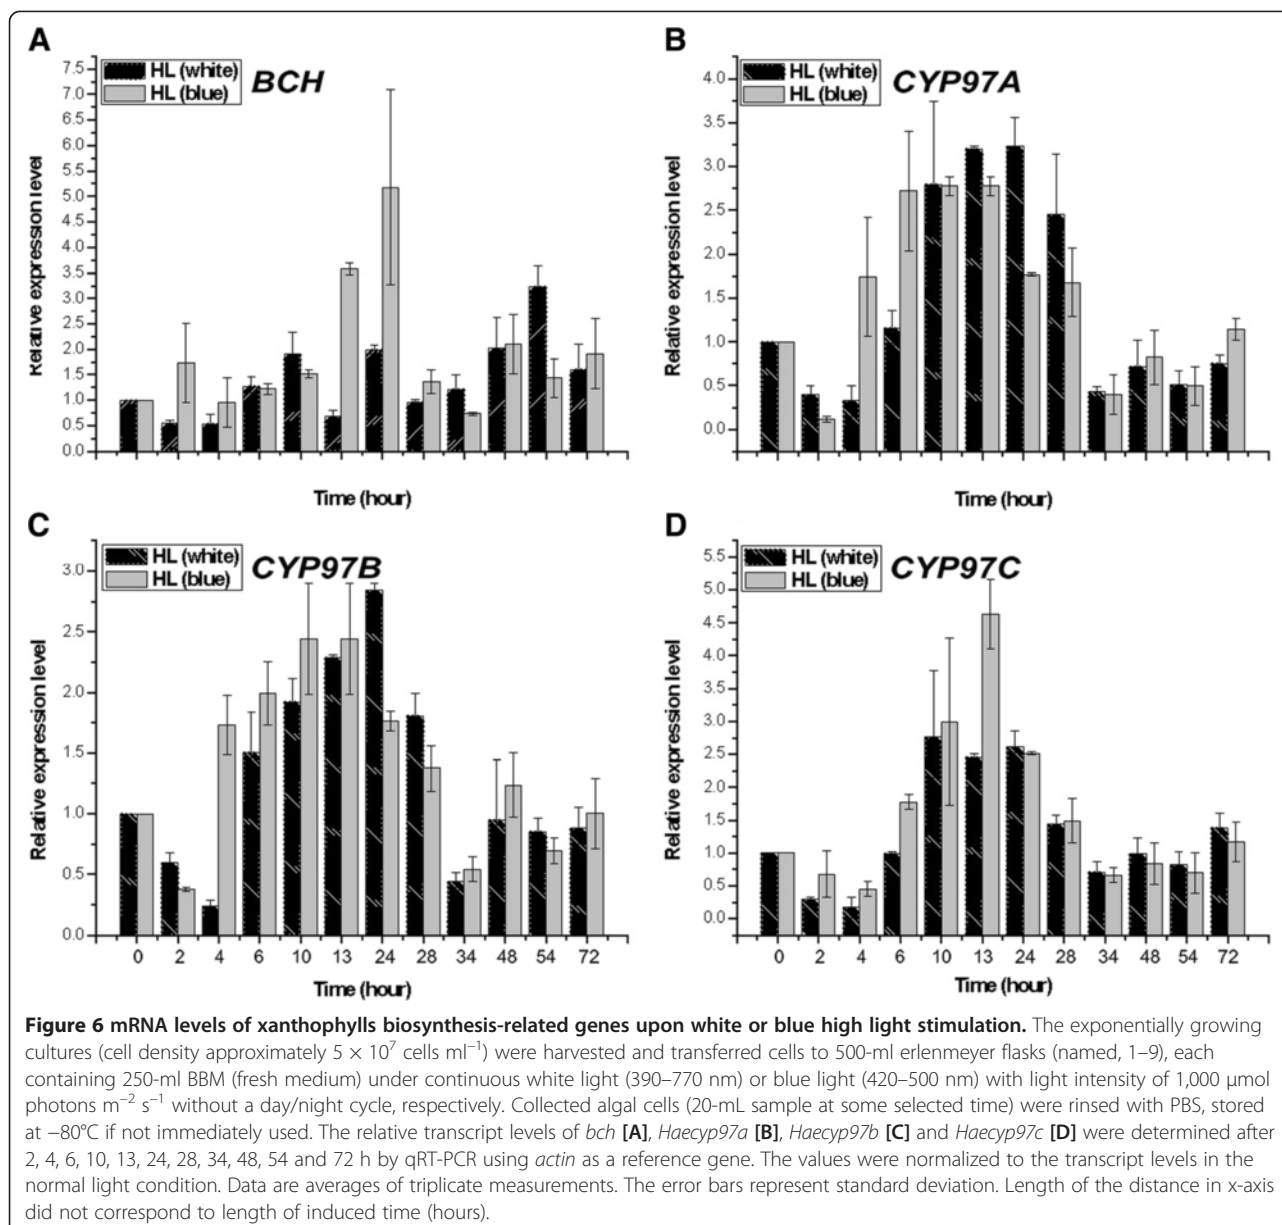 A
HL (white)
HL (blue)
BCH
7.5
7.0
6.5
6.0
5.5
5.0
4.5
4.0
3.5
3.0
2.5
2.0
1.5
1.0
0.5
0.0
Relative expression level
Time (hour)
B
HL (white)
HL (blue)
CYP97A
4.0
3.5
3.0
2.5
2.0
1.5
1.0
0.5
0.0
Relative expression level
Time (hour)
C
HL (white)
HL (blue)
CYP97B
3.0
2.5
2.0
1.5
1.0
0.5
0.0
Relative expression level
0 2 4 6 10 13 24 28 34 48 54 72
Time (hour)
D
HL (white)
HL (blue)
CYP97C
5.5
5.0
4.5
4.0
3.5
3.0
2.5
2.0
1.5
1.0
0.5
0.0
Relative expression level
0 2 4 6 10 13 24 28 34 48 54 72
Time (hour)
Figure 6 mRNA levels of xanthophylls biosynthesis-related genes upon white or blue high light stimulation. The exponentially growing
cultures (cell density approximately 5 × 10⁷ cells ml⁻¹) were harvested and transferred cells to 500-ml erlenmeyer flasks (named, 1–9), each
containing 250-ml BBM (fresh medium) under continuous white light (390–770 nm) or blue light (420–500 nm) with light intensity of 1,000 μmol
photons m⁻² s⁻¹ without a day/night cycle, respectively. Collected algal cells (20-mL sample at some selected time) were rinsed with PBS, stored
at −80°C if not immediately used. The relative transcript levels of bch [A], Haecyp97a [B], Haecyp97b [C] and Haecyp97c [D] were determined after
2, 4, 6, 10, 13, 24, 28, 34, 48, 54 and 72 h by qRT-PCR using actin as a reference gene. The values were normalized to the transcript levels in the
normal light condition. Data are averages of triplicate measurements. The error bars represent standard deviation. Length of the distance in x-axis
did not correspond to length of induced time (hours).